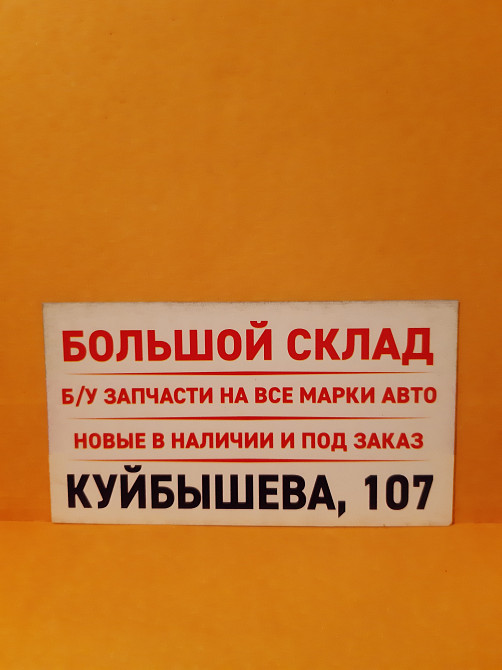 БОЛЬШОЙ СКЛАД
Б/У ЗАПЧАСТИ НА ВСЕ МАРКИ АВТО
НОВЫЕ В НАЛИЧИИ И ПОД ЗАКАЗ
КУЙБЫШЕВА, 107